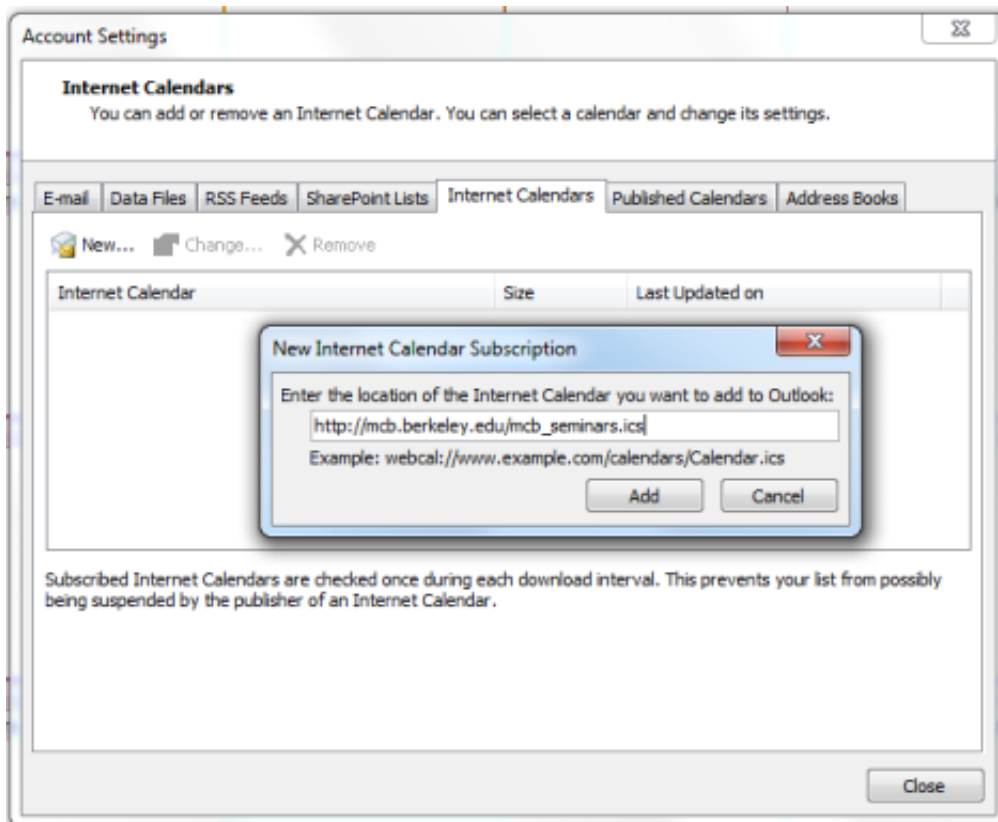 Account Settings
Internet Calendars
You can add or remove an Internet Calendar. You can select a calendar and change its settings.
E-mail Data Files RSS Feeds SharePoint Lists Internet Calendars Published Calendars Address Books
New... Change... Remove
Internet Calendar Size Last Updated on
New Internet Calendar Subscription
Enter the location of the Internet Calendar you want to add to Outlook:
http://mcb.berkeley.edu/mcb_seminars.ics
Example: webcal://www.example.com/calendars/Calendar.ics
Add Cancel
Subscribed Internet Calendars are checked once during each download interval. This prevents your list from possibly
being suspended by the publisher of an Internet Calendar.
Close